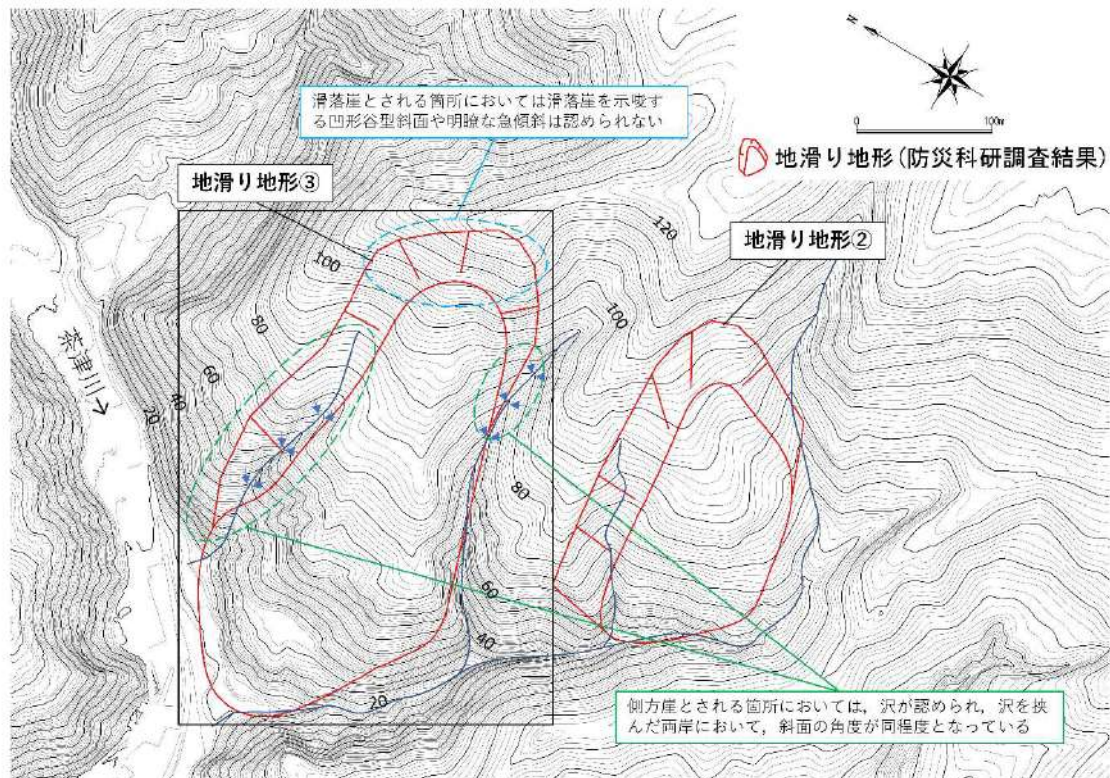 N
0 100m
地滑り地形(防災科研調査結果)
滑落崖とされる箇所においては滑落崖を示唆す
る凹形谷型斜面や明瞭な急傾斜は認められない
地滑り地形③
地滑り地形②
120
100
100
80
80
60
60
40
40
20
20
茶津川
側方崖とされる箇所においては，沢が認められ，沢を挟
んだ両岸において，斜面の角度が同程度となっている